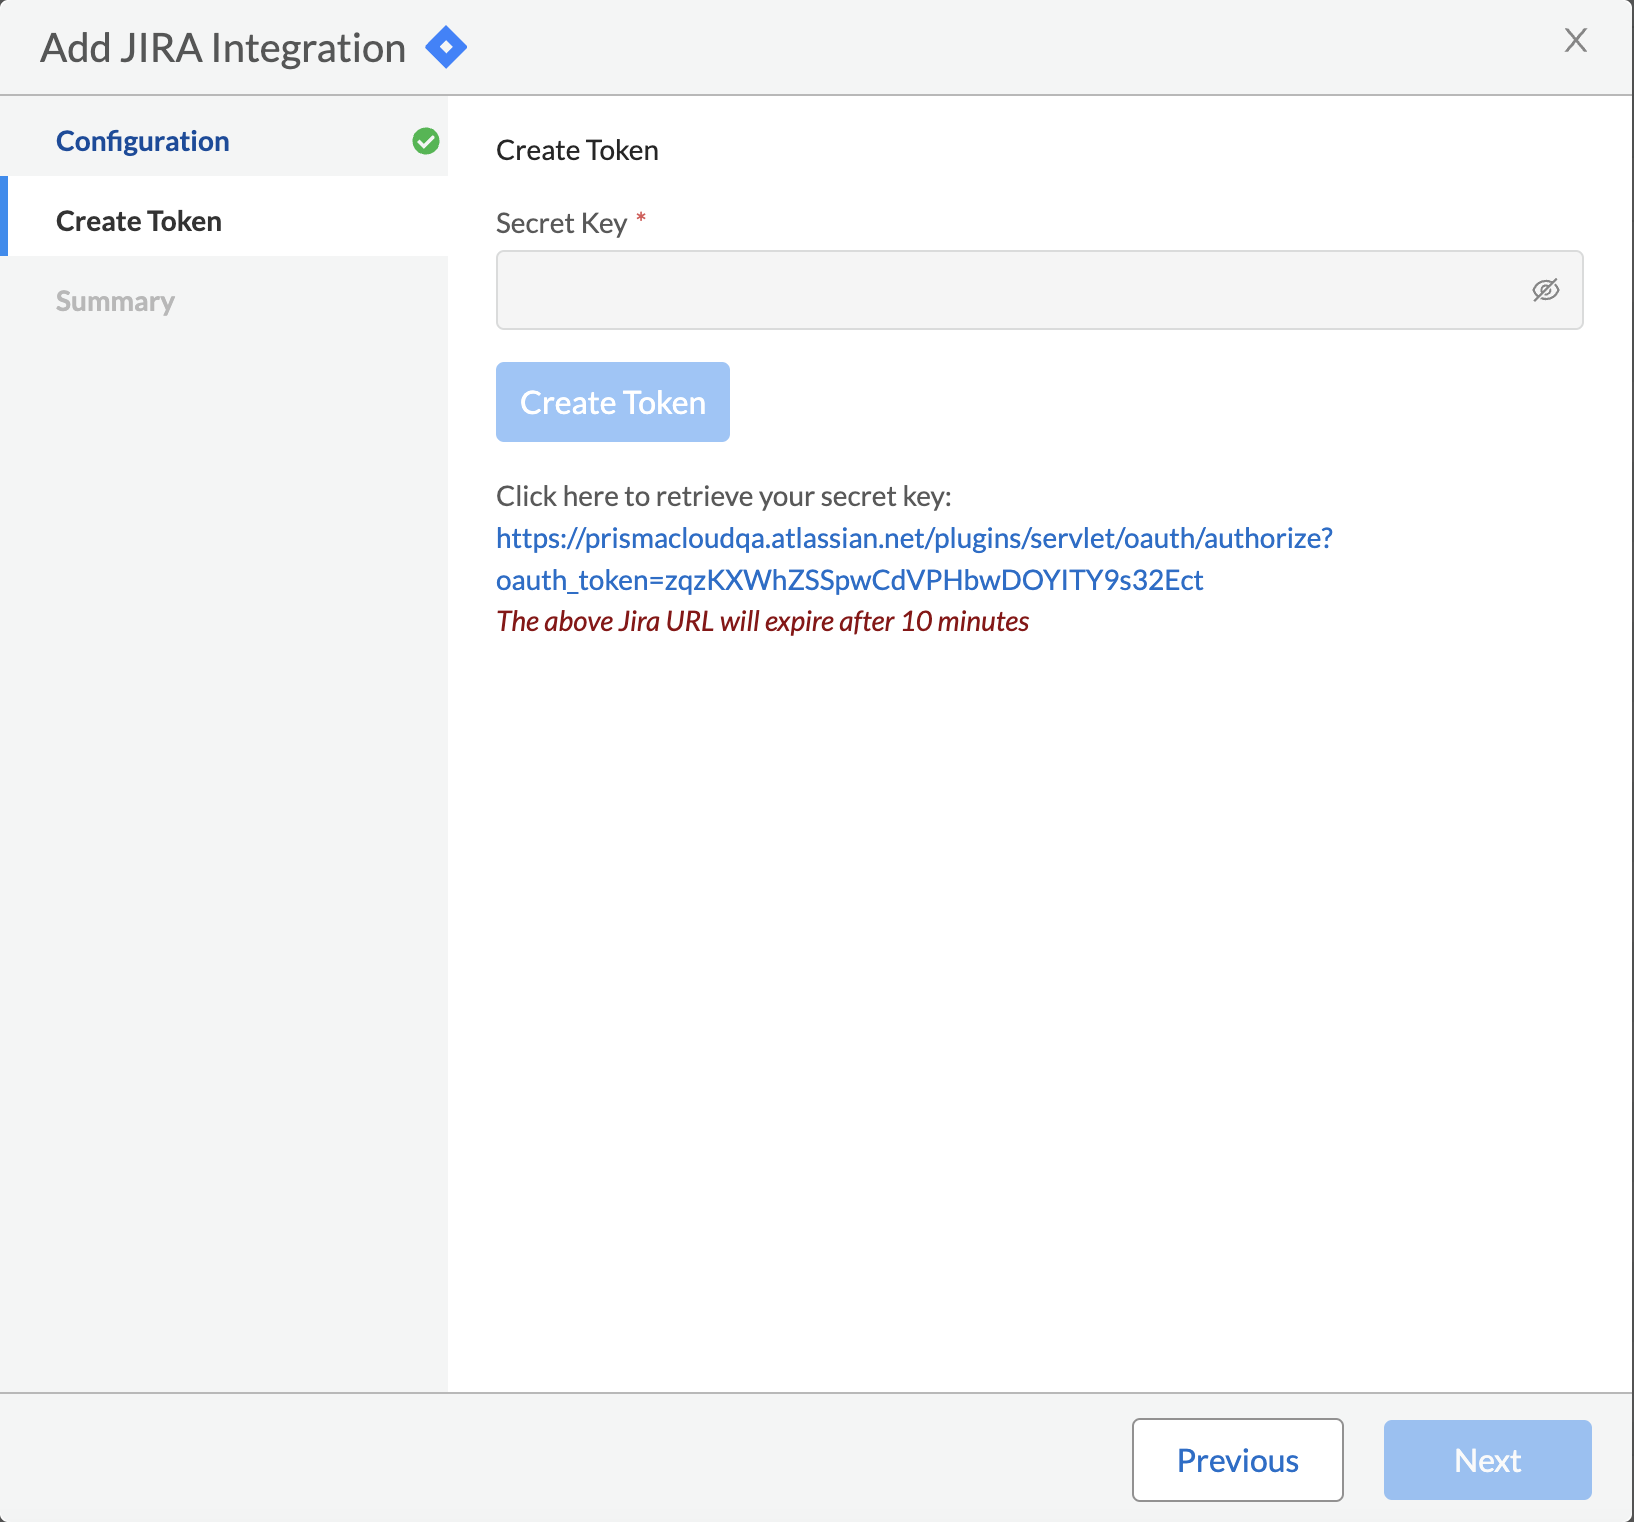 Add JIRA Integration
Configuration
Create Token
Summary
Create Token
Secret Key *
Create Token
Click here to retrieve your secret key:
https://prismacloudqa.atlassian.net/plugins/servlet/oauth/authorize?
oauth_token=zqzKXWhZSSpwCdVPHbwDOYITY9s32Ect
The above Jira URL will expire after 10 minutes
Previous
Next